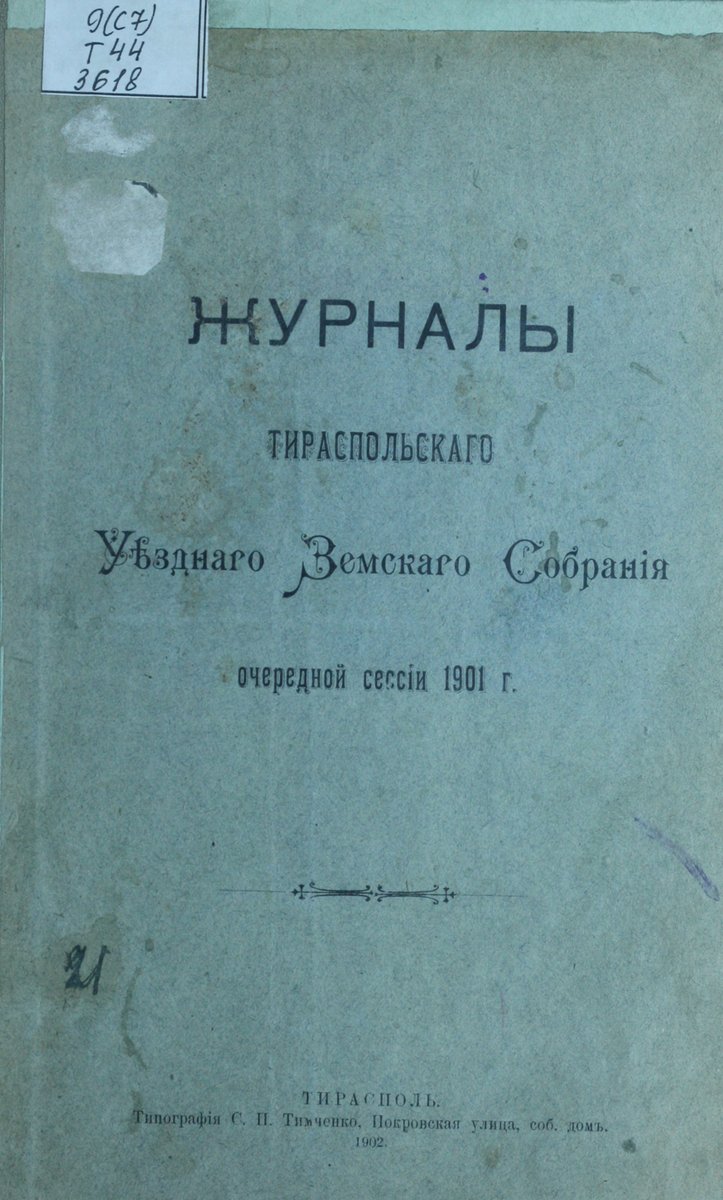 9(С7)
Т44
3618
ЖУРНАЛЫ
ТИРАСПОЛЬСКАГО
Уѣзднаго Земскаго Собранія
очередной сессіи 1901 г.
21
ТИРАСПОЛЬ.
Типографія С. П. Тимченко, Покровская улица, соб. домъ.
1902.